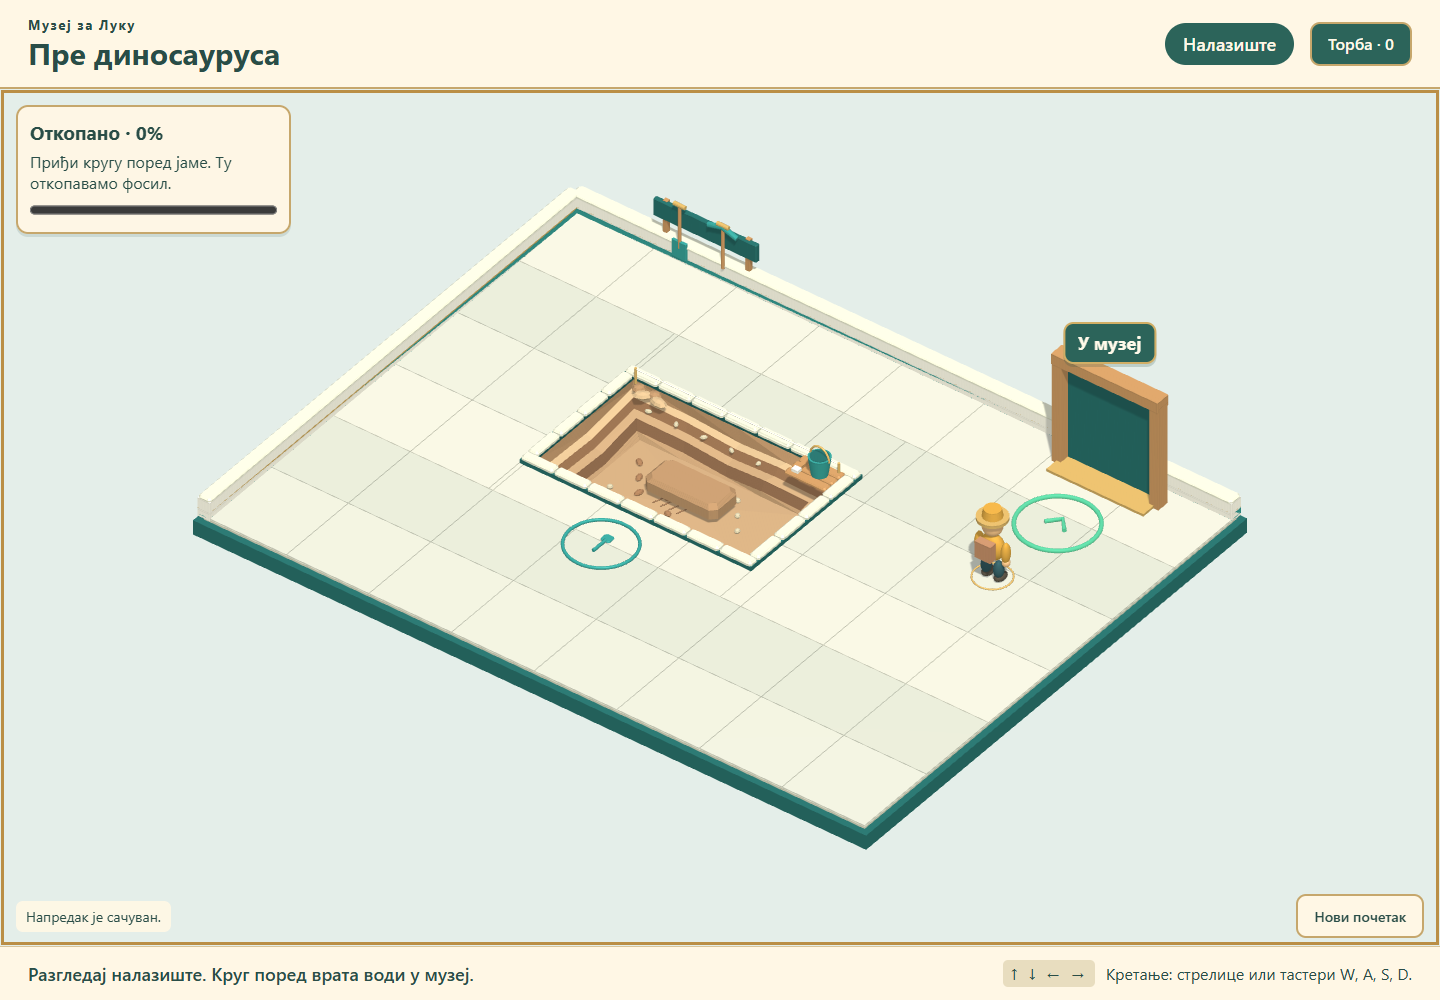 Музеј за Луку
Пре диносауруса
Налазиште
Торба · 0
Откопано · 0%
Приђи кругу поред јаме. Ту
откопавамо фосил.
У музеј
Напредак је сачуван.
Нови почетак
Разгледај налазиште. Круг поред врата води у музеј.
↑ ↓ ← → Кретање: стрелице или тастери W, A, S, D.